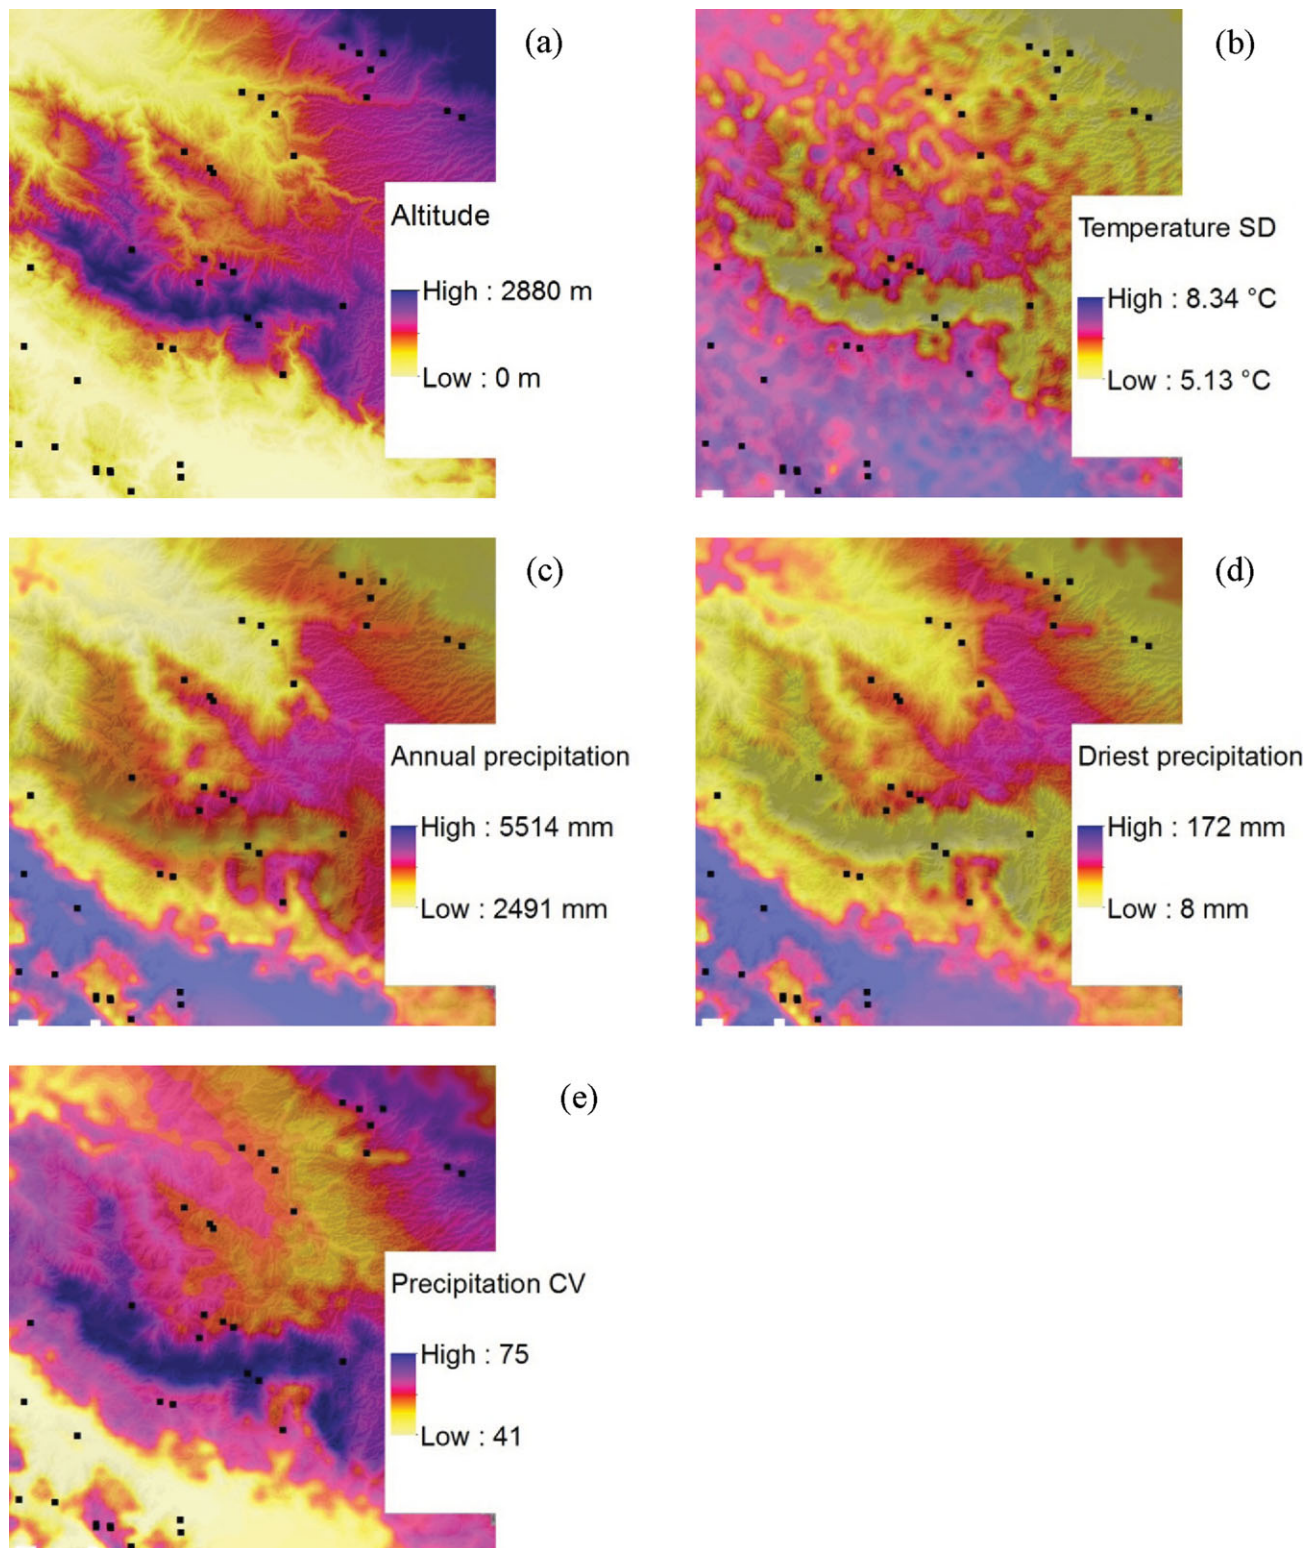 (a)
Altitude
High : 2880 m
Low : 0 m
(b)
Temperature SD
High : 8.34 °C
Low : 5.13 °C
(c)
Annual precipitation
High : 5514 mm
Low : 2491 mm
(d)
Driest precipitation
High : 172 mm
Low : 8 mm
(e)
Precipitation CV
High : 75
Low : 41